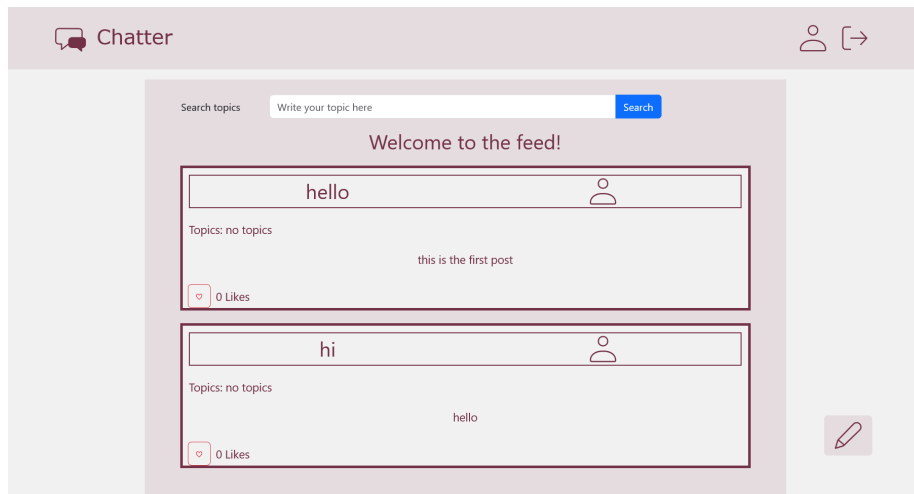 Chatter
Search topics Write your topic here Search
Welcome to the feed!
hello
Topics: no topics
this is the first post
0 Likes
hi
Topics: no topics
hello
0 Likes